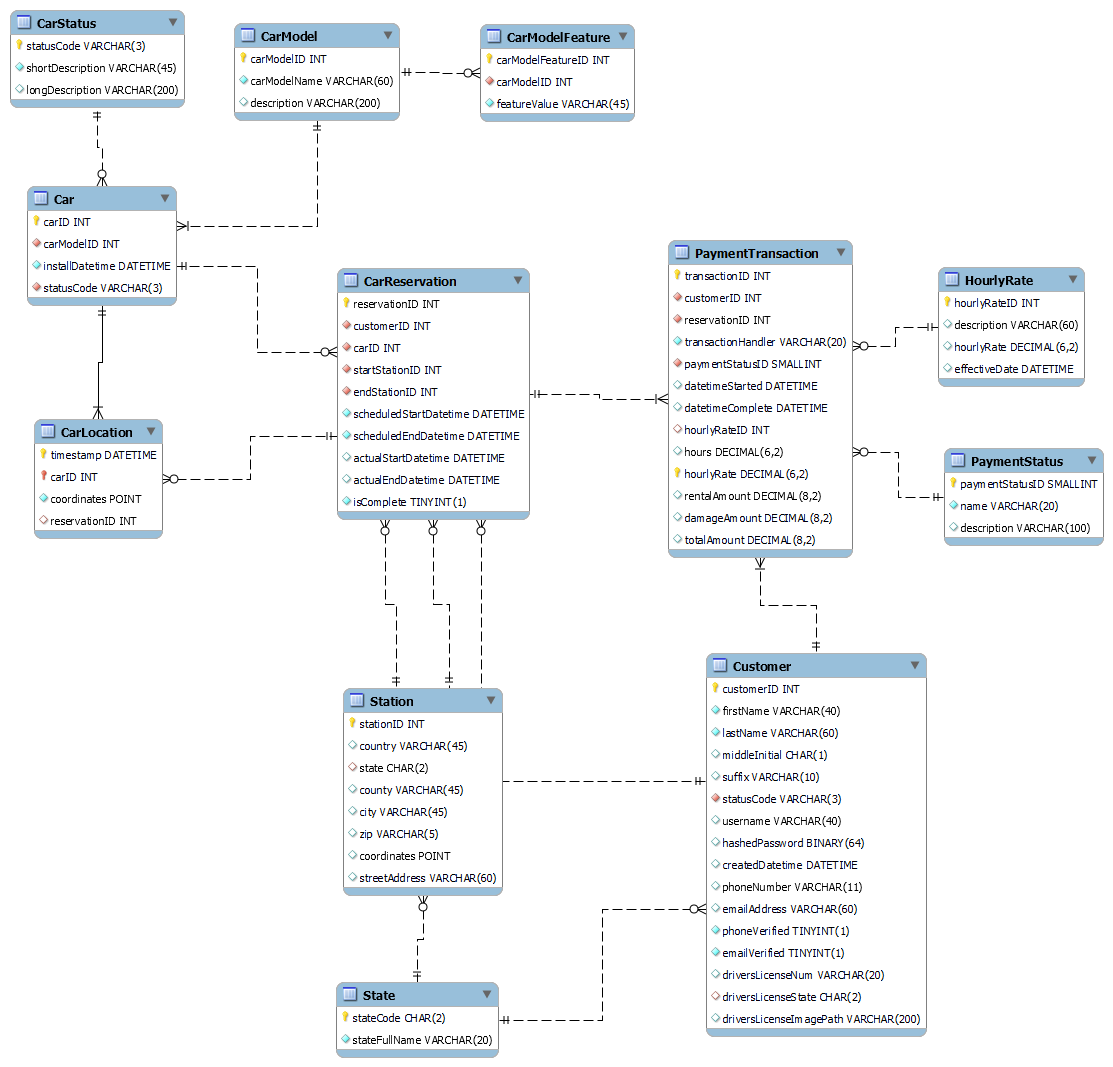 CarStatus
statusCode VARCHAR(3)
shortDescription VARCHAR(45)
longDescription VARCHAR(200)
CarModel
carModelID INT
carModelName VARCHAR(60)
description VARCHAR(200)
CarModelFeature
carModelFeatureID INT
carModelID INT
featureValue VARCHAR(45)
Car
carID INT
carModelID INT
installDatetime DATETIME
statusCode VARCHAR(3)
CarReservation
reservationID INT
customerID INT
carID INT
startStationID INT
endStationID INT
scheduledStartDatetime DATETIME
scheduledEndDatetime DATETIME
actualStartDatetime DATETIME
actualEndDatetime DATETIME
isComplete TINYINT(1)
PaymentTransaction
transactionID INT
customerID INT
reservationID INT
transactionHandler VARCHAR(20)
paymentStatusID SMALLINT
datetimeStarted DATETIME
datetimeComplete DATETIME
hourlyRateID INT
hours DECIMAL(6,2)
hourlyRate DECIMAL(6,2)
rentalAmount DECIMAL(8,2)
damageAmount DECIMAL(8,2)
totalAmount DECIMAL(8,2)
HourlyRate
hourlyRateID INT
description VARCHAR(60)
hourlyRate DECIMAL(6,2)
effectiveDate DATETIME
CarLocation
timestamp DATETIME
carID INT
coordinates POINT
reservationID INT
PaymentStatus
paymentStatusID SMALLINT
name VARCHAR(20)
description VARCHAR(100)
Station
stationID INT
country VARCHAR(45)
state CHAR(2)
county VARCHAR(45)
city VARCHAR(45)
zip VARCHAR(5)
coordinates POINT
streetAddress VARCHAR(60)
Customer
customerID INT
firstName VARCHAR(40)
lastName VARCHAR(60)
middleInitial CHAR(1)
suffix VARCHAR(10)
statusCode VARCHAR(3)
username VARCHAR(40)
hashedPassword BINARY(64)
createdDatetime DATETIME
phoneNumber VARCHAR(11)
emailAddress VARCHAR(60)
phoneVerified TINYINT(1)
emailVerified TINYINT(1)
driversLicenseNum VARCHAR(20)
driversLicenseState CHAR(2)
driversLicenseImagePath VARCHAR(200)
State
stateCode CHAR(2)
stateFullName VARCHAR(20)